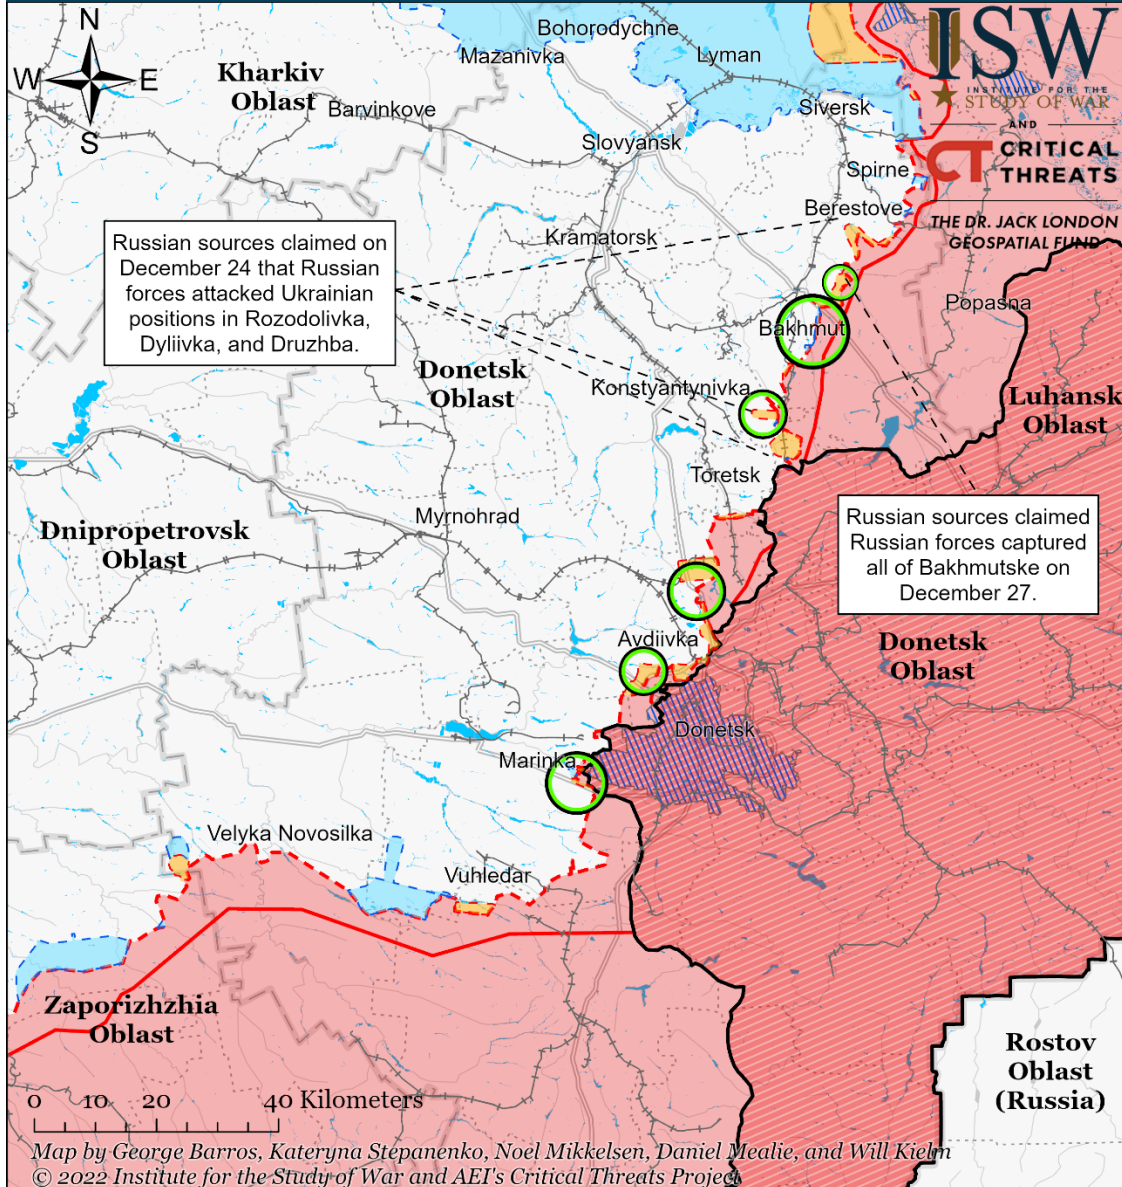 N
W
E
S
Kharkiv
Oblast
Barvinkove
Mazanivka
Bohorodychne
Lyman
Slovyansk
Siversk
Spirne
Berestove
ISW
INSTITUTE FOR THE
STUDY OF WAR
AND
CT CRITICAL
THREATS
THE DR. JACK LONDON
GEOSPATIAL FUND
Russian sources claimed on
December 24 that Russian
forces attacked Ukrainian
positions in Rozodolivka,
Dyliivka, and Druzhba.
Kramatorsk
Popasna
Bakhmut
Donetsk
Oblast
Konstyantynivka
Luhansk
Oblast
Toretsk
Myrnohrad
Dnipropetrovsk
Oblast
Russian sources claimed
Russian forces captured
all of Bakhmutske on
December 27.
Avdiivka
Donetsk
Oblast
Donetsk
Marinka
Velyka Novosilka
Vuhledar
Zaporizhzhia
Oblast
Rostov
Oblast
(Russia)
0 10 20 40 Kilometers
Map by George Barros, Kateryna Stepanenko, Noel Mikkelsen, Daniel Mealie, and Will Kielm
© 2022 Institute for the Study of War and AEI's Critical Threats Project